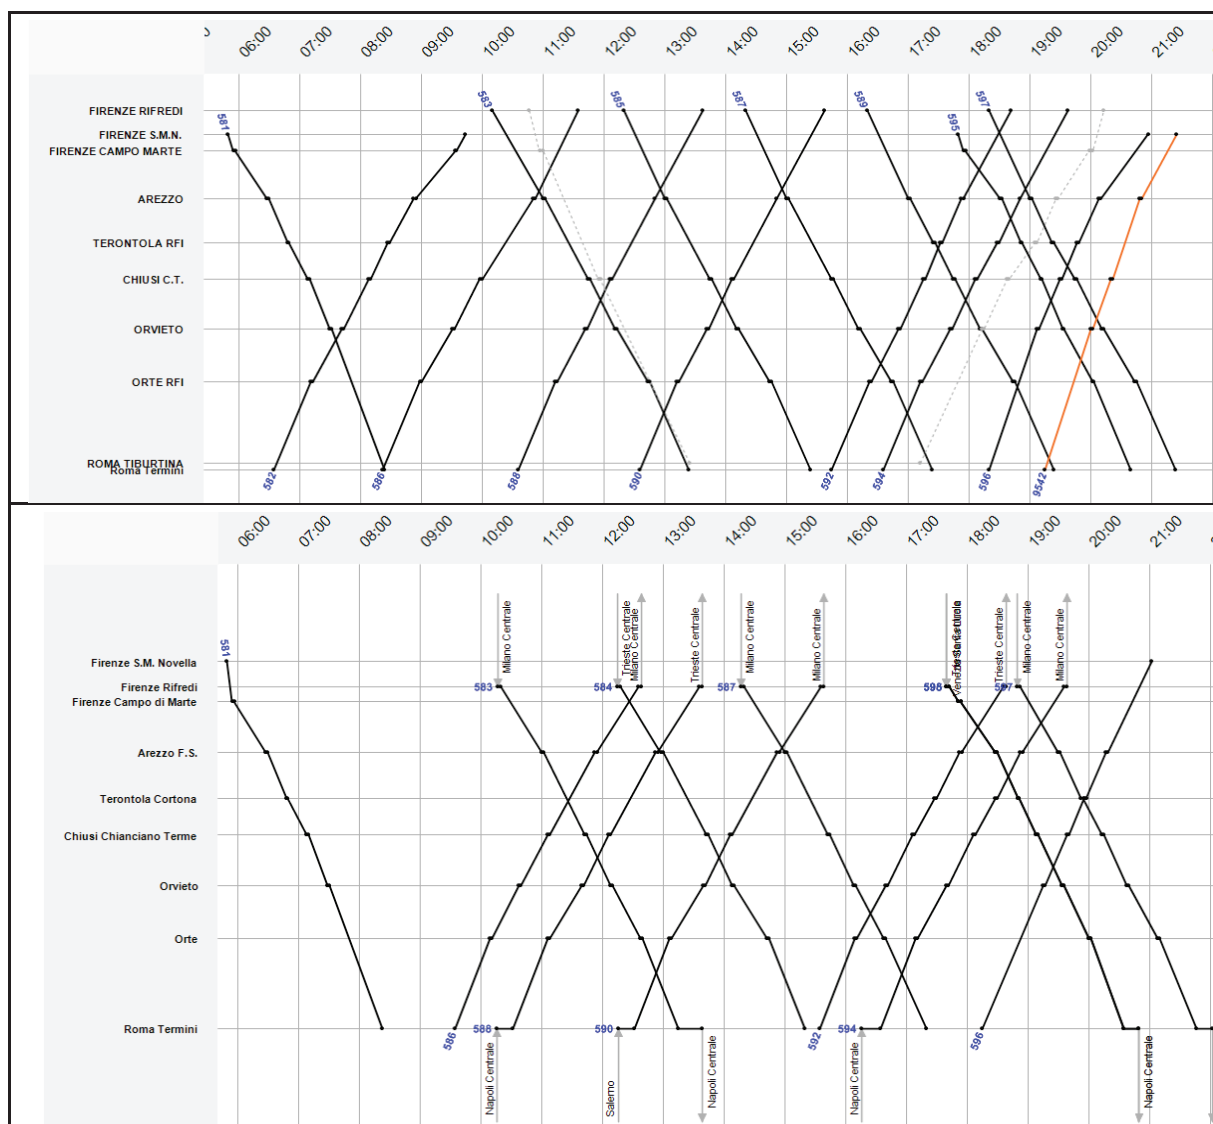 06:00 07:00 08:00 09:00 10:00 11:00 12:00 13:00 14:00 15:00 16:00 17:00 18:00 19:00 20:00 21:00
583 585 587 589 597
FIRENZE RIFREDI
581 595
FIRENZE S.M.N.
FIRENZE CAMPO MARTE
AREZZO
TERONTOLA RFI
CHIUSI C.T.
ORVIETO
ORTE RFI
ROMA TIBURTINA
Roma Termini
582 586 588 590 592 594 596 9542
06:00 07:00 08:00 09:00 10:00 11:00 12:00 13:00 14:00 15:00 16:00 17:00 18:00 19:00 20:00 21:00
Milano Centrale Trieste Centrale Milano Centrale Trieste Centrale Milano Centrale Milano Centrale Trieste Centrale Milano Centrale Milano Centrale
581
Firenze S.M. Novella
Firenze Rifredi 583 584 587
Firenze Campo di Marte
Arezzo F.S.
Terontola Cortona
Chiusi Chianciano Terme
Orvieto
Orte
Roma Termini 588 590 594
586 592 596
Napoli Centrale Salerno Napoli Centrale Napoli Centrale Napoli Centrale